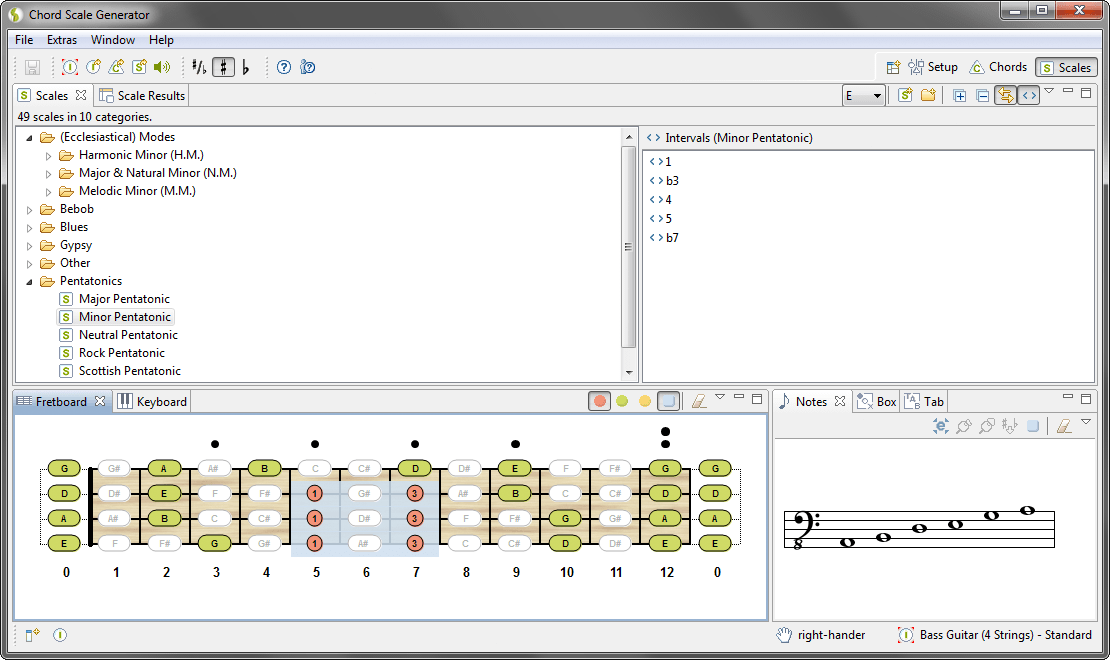 Chord Scale Generator
File Extras Window Help
#/b # b ? Setup Chords Scales
Scales Scale Results E
49 scales in 10 categories.
(Ecclesiastical) Modes
Harmonic Minor (H.M.)
Major & Natural Minor (N.M.)
Melodic Minor (M.M.)
Bebob
Blues
Gypsy
Other
Pentatonics
Major Pentatonic
Minor Pentatonic
Neutral Pentatonic
Rock Pentatonic
Scottish Pentatonic
Intervals (Minor Pentatonic)
1
b3
4
5
b7
Fretboard Keyboard
G G# A A# B C C# D D# E F F# G G
D D# E F F# 1 G# 3 A# B C C# D D
A A# B C C# 1 D# 3 F F# G G# A A
E F F# G G# 1 A# 3 C C# D D# E E
0 1 2 3 4 5 6 7 8 9 10 11 12 0
Notes Box Tab
8
right-hander Bass Guitar (4 Strings) - Standard